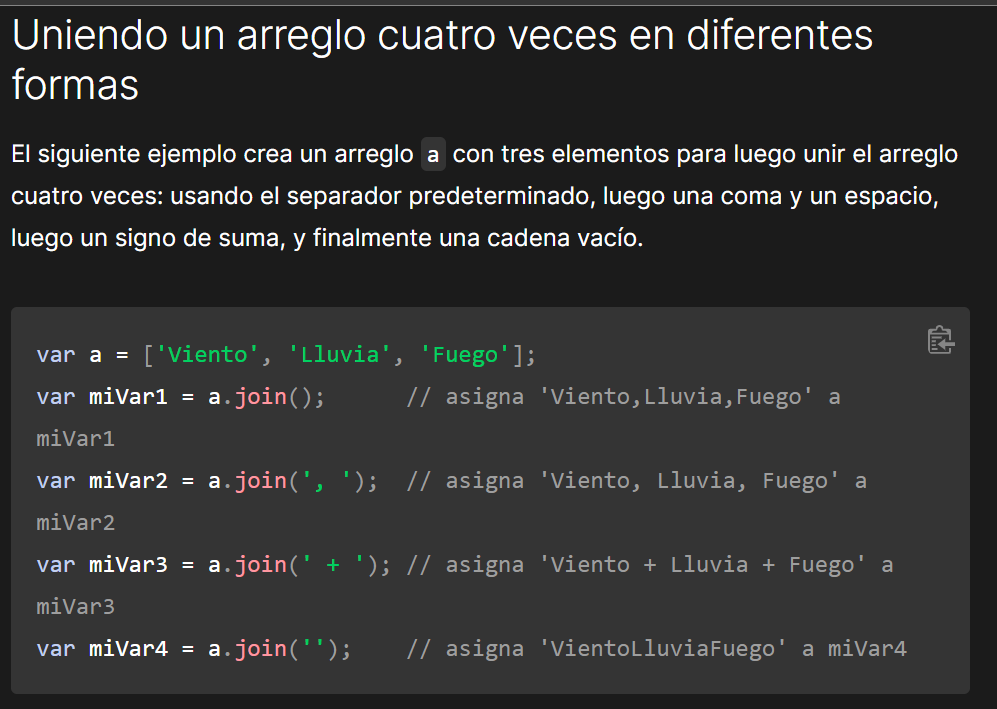 Uniendo un arreglo cuatro veces en diferentes
formas
El siguiente ejemplo crea un arreglo a con tres elementos para luego unir el arreglo
cuatro veces: usando el separador predeterminado, luego una coma y un espacio,
luego un signo de suma, y finalmente una cadena vacío.
var a = ['Viento', 'Lluvia', 'Fuego'];
var miVar1 = a.join();      // asigna 'Viento,Lluvia,Fuego' a
miVar1
var miVar2 = a.join(', ');  // asigna 'Viento, Lluvia, Fuego' a
miVar2
var miVar3 = a.join(' + '); // asigna 'Viento + Lluvia + Fuego' a
miVar3
var miVar4 = a.join('');    // asigna 'VientoLluviaFuego' a miVar4